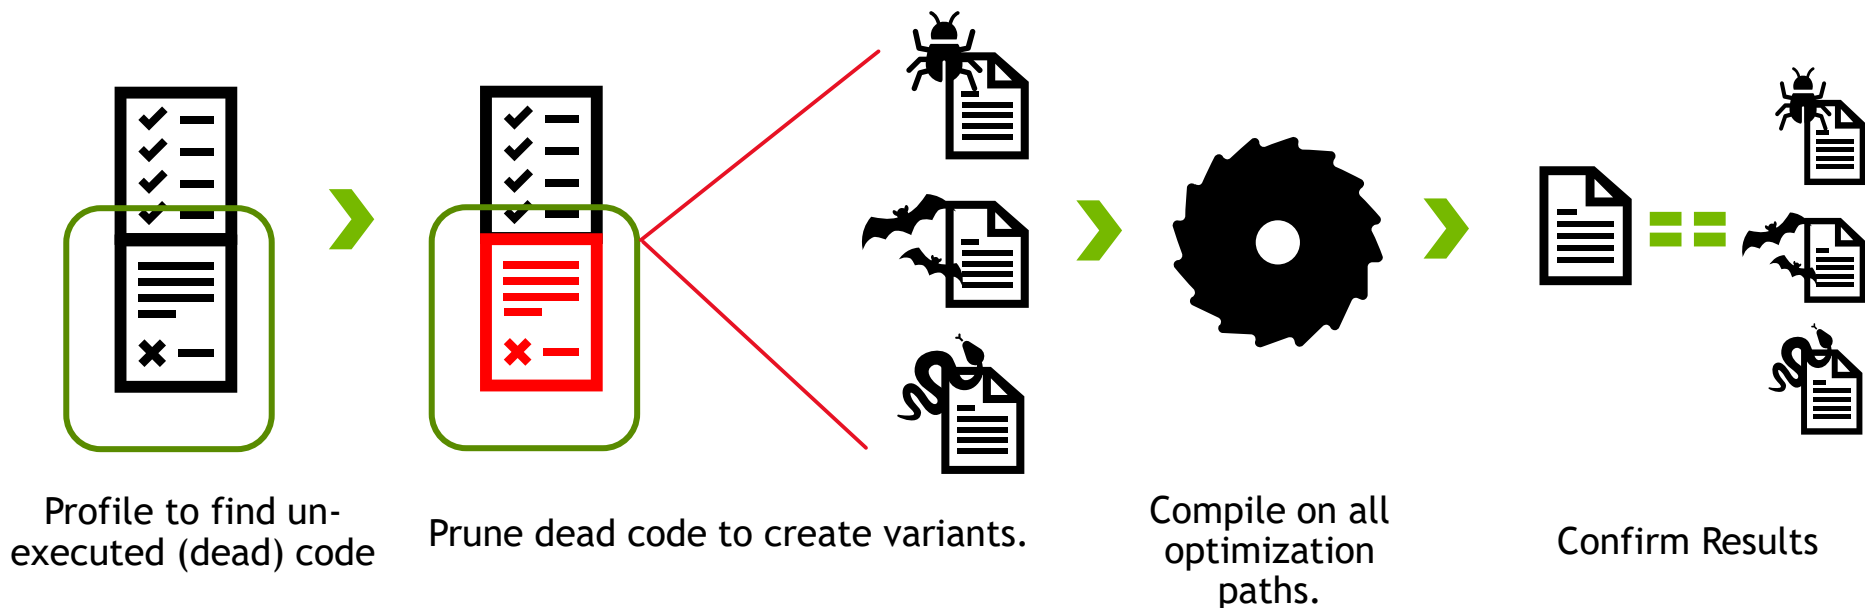 Profile to find un-
executed (dead) code
Prune dead code to create variants.
Compile on all
optimization
paths.
Confirm Results